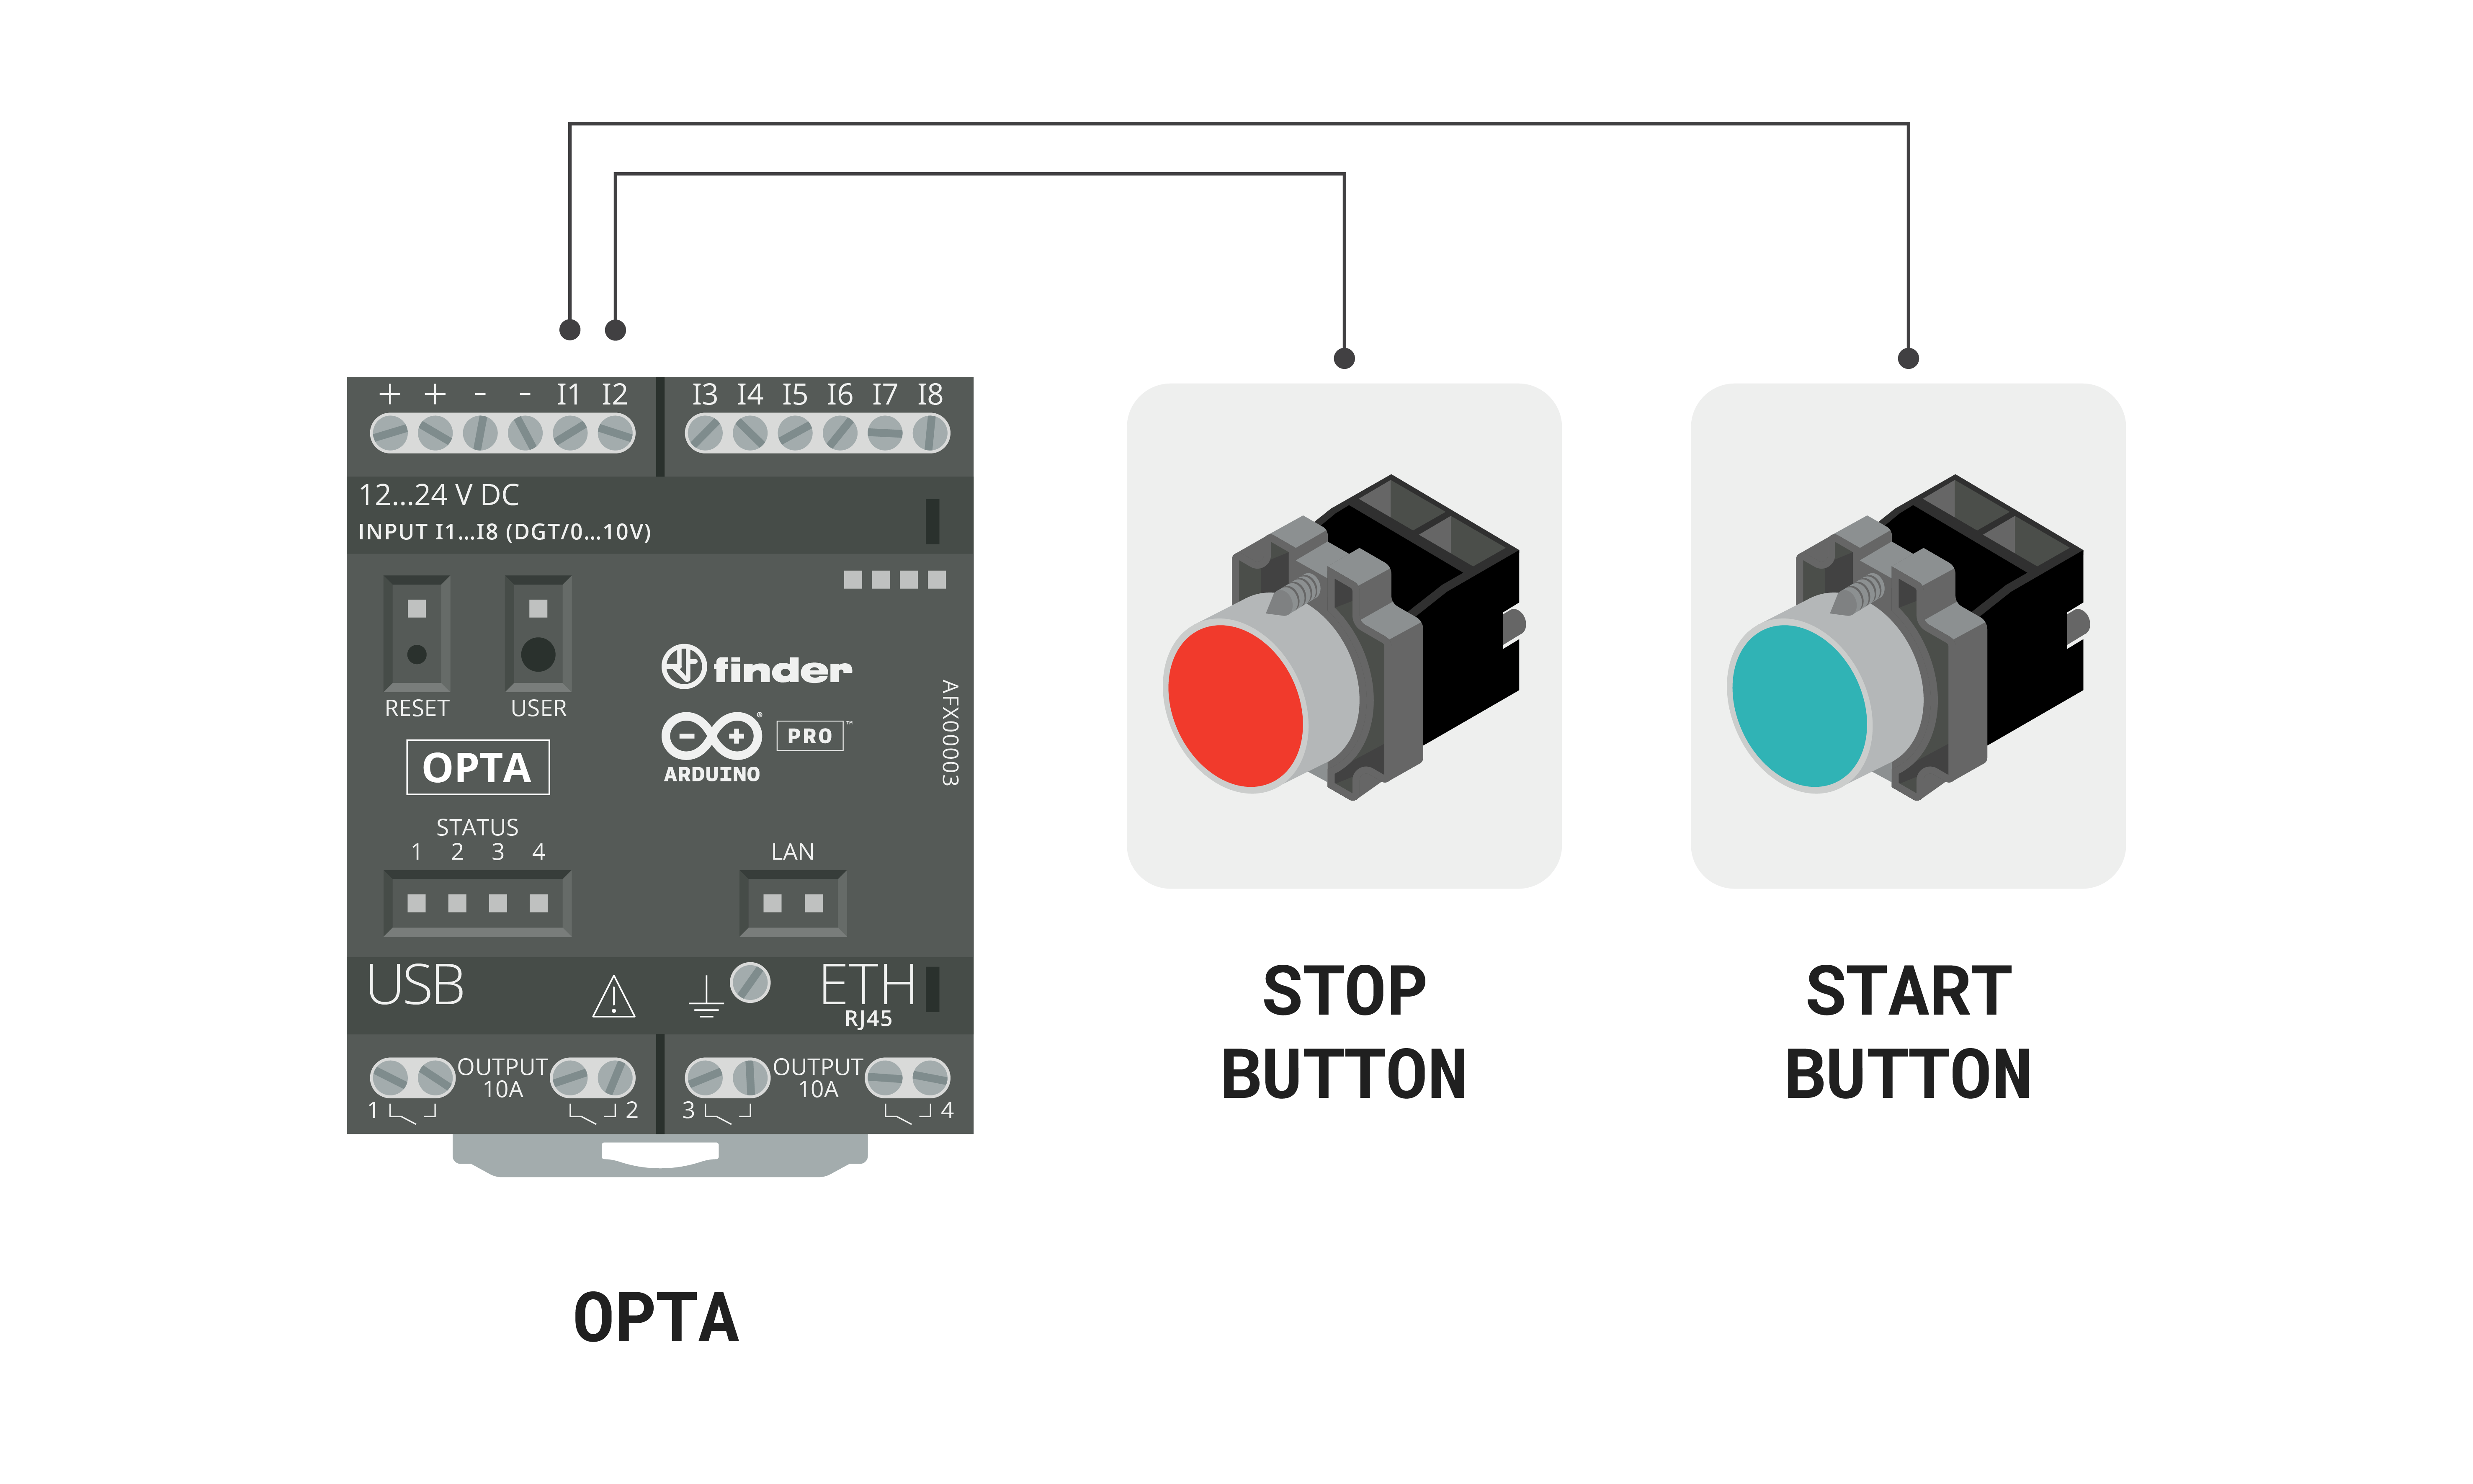 + + - - I1 I2 I3 I4 I5 I6 I7 I8
12...24 V DC
INPUT I1...I8 (DGT/0...10V)
RESET USER
finder
PRO™
®
ARDUINO
AFX00003
OPTA
STATUS
1 2 3 4
LAN
USB
ETH
RJ45
OUTPUT
10A
OUTPUT
10A
1 2 3 4
STOP
BUTTON
START
BUTTON
OPTA